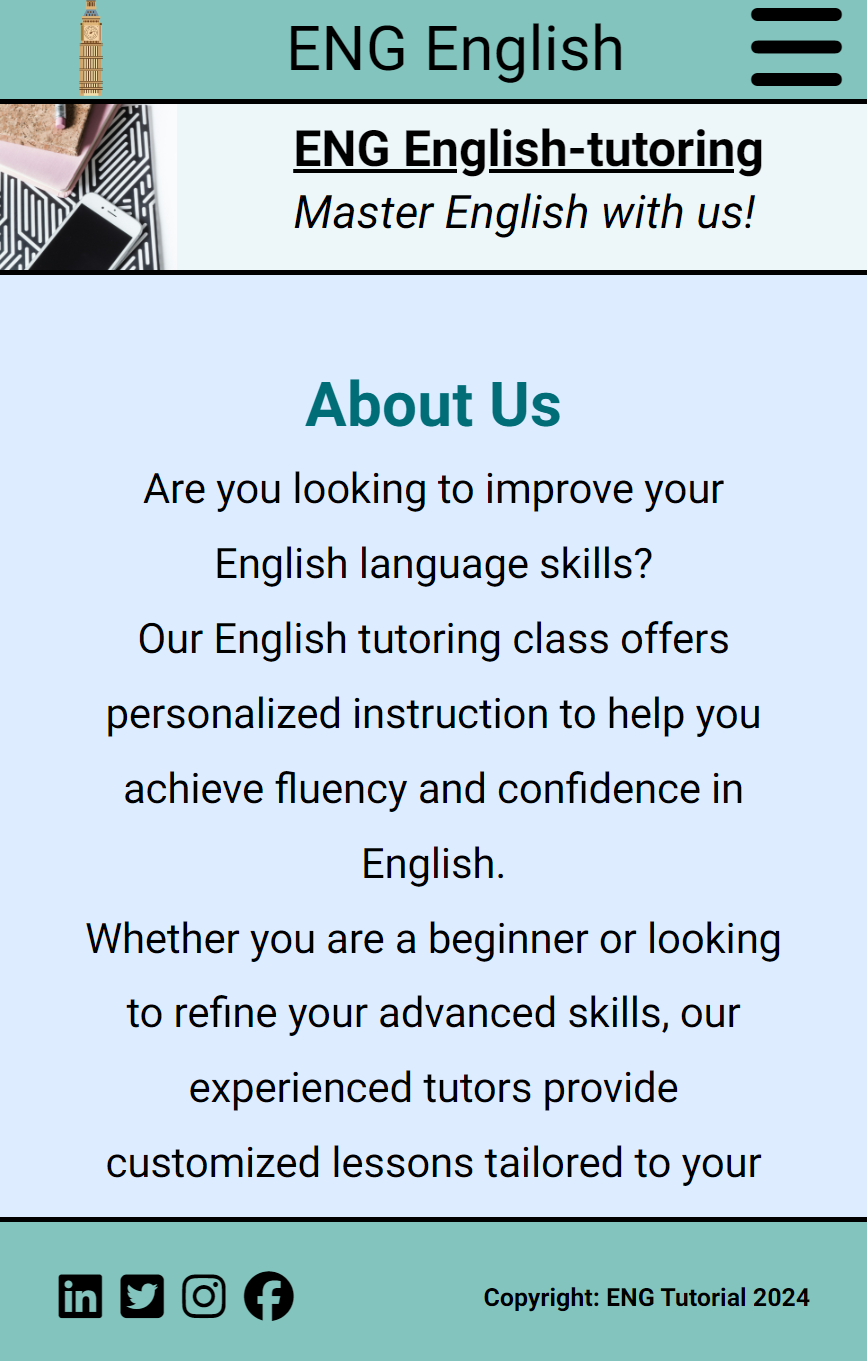 ENG English
ENG English-tutoring
Master English with us!
About Us
Are you looking to improve your
English language skills?
Our English tutoring class offers
personalized instruction to help you
achieve fluency and confidence in
English.
Whether you are a beginner or looking
to refine your advanced skills, our
experienced tutors provide
customized lessons tailored to your
Copyright: ENG Tutorial 2024